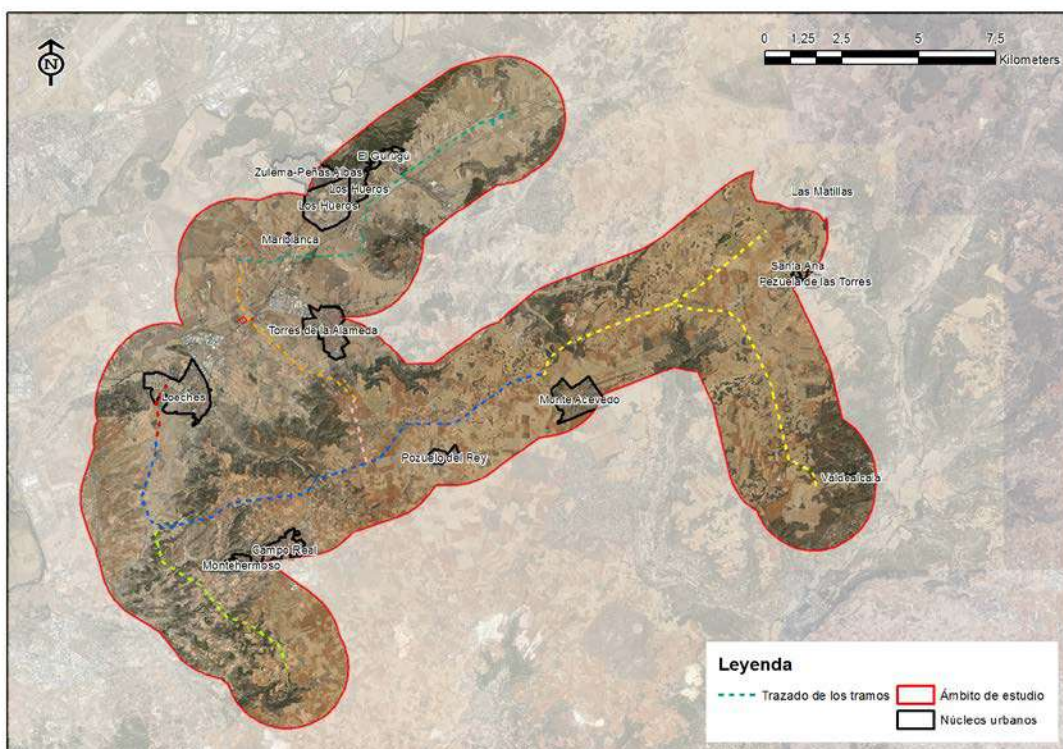 N
0 1,25 2,5 5 7,5
Kilometers
El Gurugú
Zulema-Peñas Albas
Los Hueros
Los Hueros
Mariblanca
Las Matillas
Santa Ana
Pezuela de las Torres
Torres de la Alameda
Loeches
Monte Acevedo
Pozuelo del Rey
Valdealcalá
Campo Real
Montehermoso
Leyenda
Trazado de los tramos
Ámbito de estudio
Núcleos urbanos